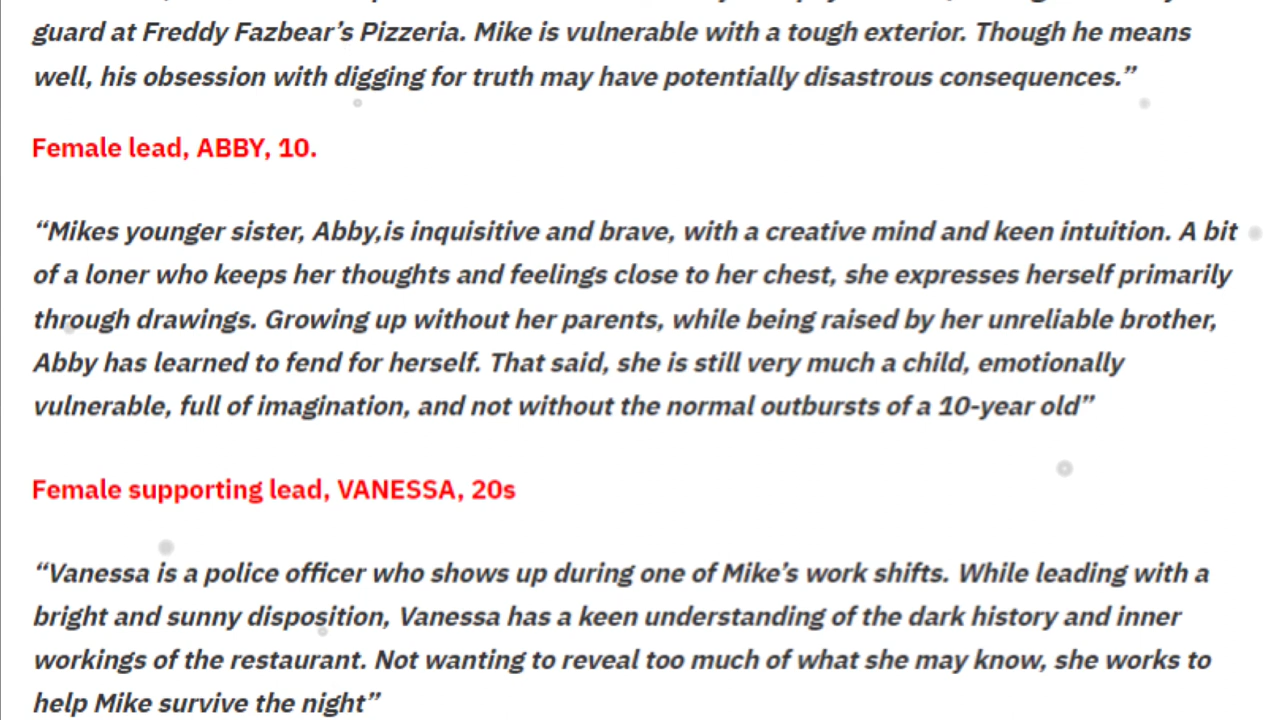 guard at Freddy Fazbear’s Pizzeria. Mike is vulnerable with a tough exterior. Though he means
well, his obsession with digging for truth may have potentially disastrous consequences.”
Female lead, ABBY, 10.
“Mikes younger sister, Abby,is inquisitive and brave, with a creative mind and keen intuition. A bit
of a loner who keeps her thoughts and feelings close to her chest, she expresses herself primarily
through drawings. Growing up without her parents, while being raised by her unreliable brother,
Abby has learned to fend for herself. That said, she is still very much a child, emotionally
vulnerable, full of imagination, and not without the normal outbursts of a 10-year old”
Female supporting lead, VANESSA, 20s
“Vanessa is a police officer who shows up during one of Mike’s work shifts. While leading with a
bright and sunny disposition, Vanessa has a keen understanding of the dark history and inner
workings of the restaurant. Not wanting to reveal too much of what she may know, she works to
help Mike survive the night”